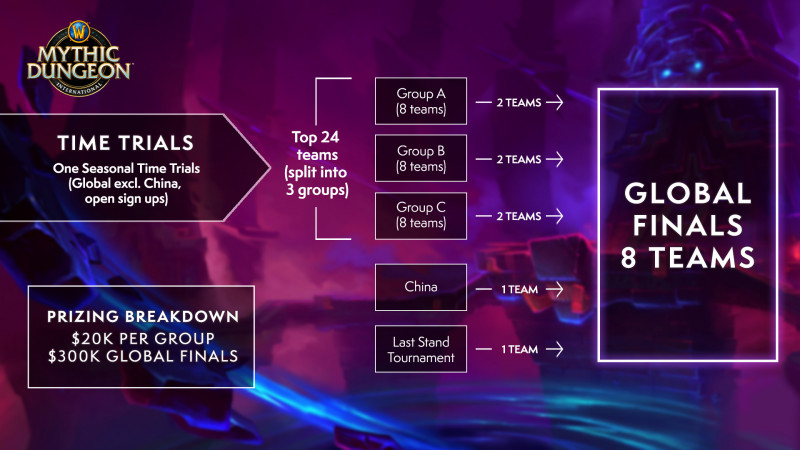 W
MYTHIC
DUNGEON
INTERNATIONAL
TIME TRIALS
One Seasonal Time Trials
(Global excl. China,
open sign ups)
Top 24
teams
(split into
3 groups)
Group A
(8 teams)
2 TEAMS
Group B
(8 teams)
2 TEAMS
Group C
(8 teams)
2 TEAMS
China
1 TEAM
Last Stand
Tournament
1 TEAM
GLOBAL
FINALS
8 TEAMS
PRIZING BREAKDOWN
$20K PER GROUP
$300K GLOBAL FINALS